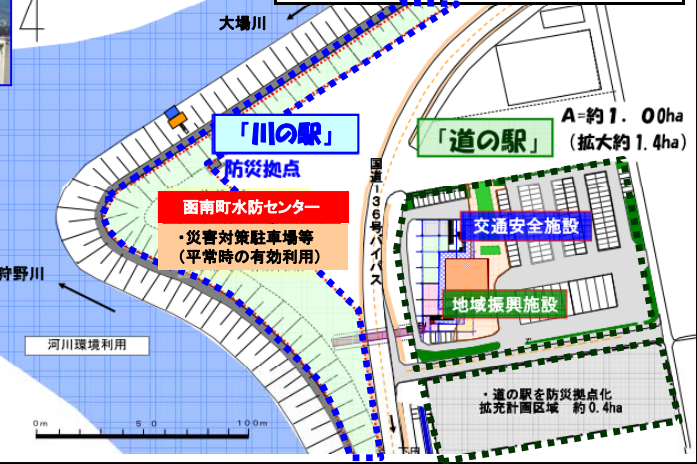 4
大場川
「川の駅」
「道の駅」
A=約1.00ha
(拡大約1.4ha)
防災拠点
国道136号バイパス
函南町水防センター
・災害対策駐車場等
(平常時の有効利用)
交通安全施設
地域振興施設
狩野川
河川環境利用
・道の駅を防災拠点化
拡充計画区域 約0.4ha
0m 50 100m